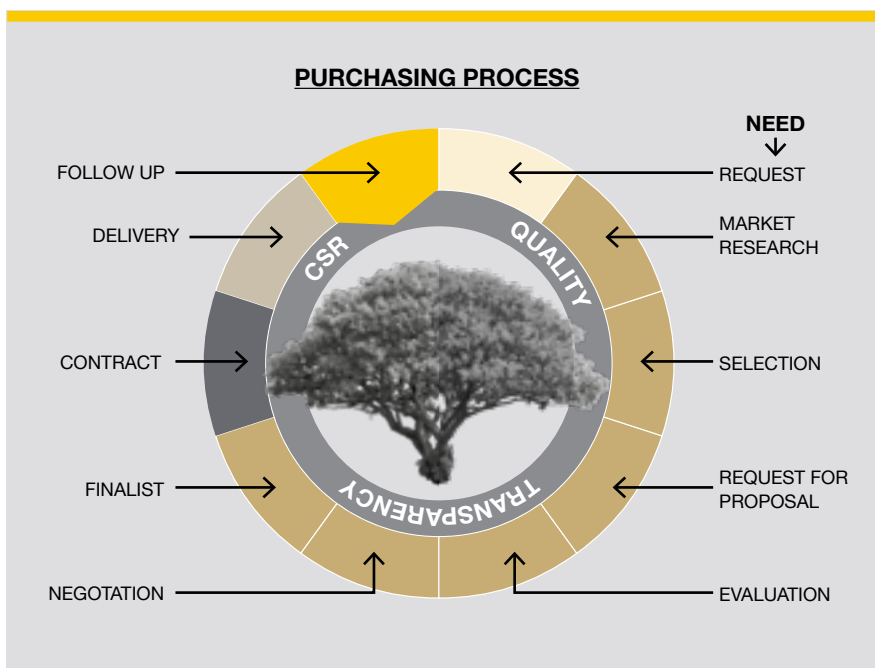 PURCHASING PROCESS
NEED
REQUEST
MARKET
RESEARCH
SELECTION
REQUEST FOR
PROPOSAL
EVALUATION
NEGOTATION
FINALIST
CONTRACT
DELIVERY
FOLLOW UP
QUALITY
TRANSPARENCY
CSR